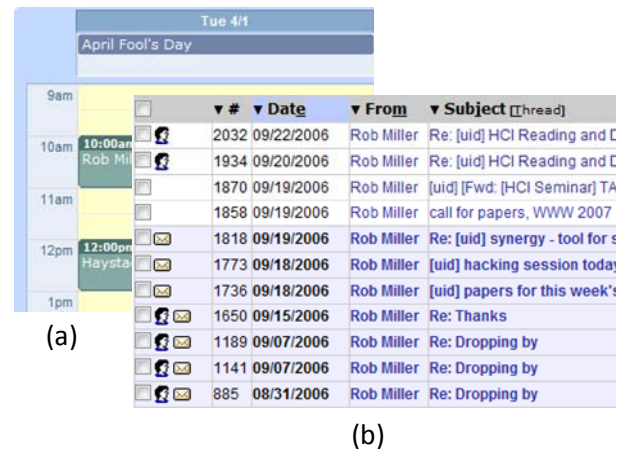 Tue 4/1
April Fool's Day
9am
10am
10:00am
Rob Mil
11am
12pm
12:00pm
Haysta
1pm
(a)
▼ # ▼ Date ▼ From ▼ Subject [Thread]
2032 09/22/2006 Rob Miller Re: [uid] HCI Reading and D
1934 09/20/2006 Rob Miller Re: [uid] HCI Reading and D
1870 09/19/2006 Rob Miller [uid] [Fwd: [HCI Seminar] TA
1858 09/19/2006 Rob Miller call for papers, WWW 2007
1818 09/19/2006 Rob Miller Re: [uid] synergy - tool for s
1773 09/18/2006 Rob Miller [uid] hacking session today
1736 09/18/2006 Rob Miller [uid] papers for this week's
1650 09/15/2006 Rob Miller Re: Thanks
1189 09/07/2006 Rob Miller Re: Dropping by
1141 09/07/2006 Rob Miller Re: Dropping by
885 08/31/2006 Rob Miller Re: Dropping by
(b)